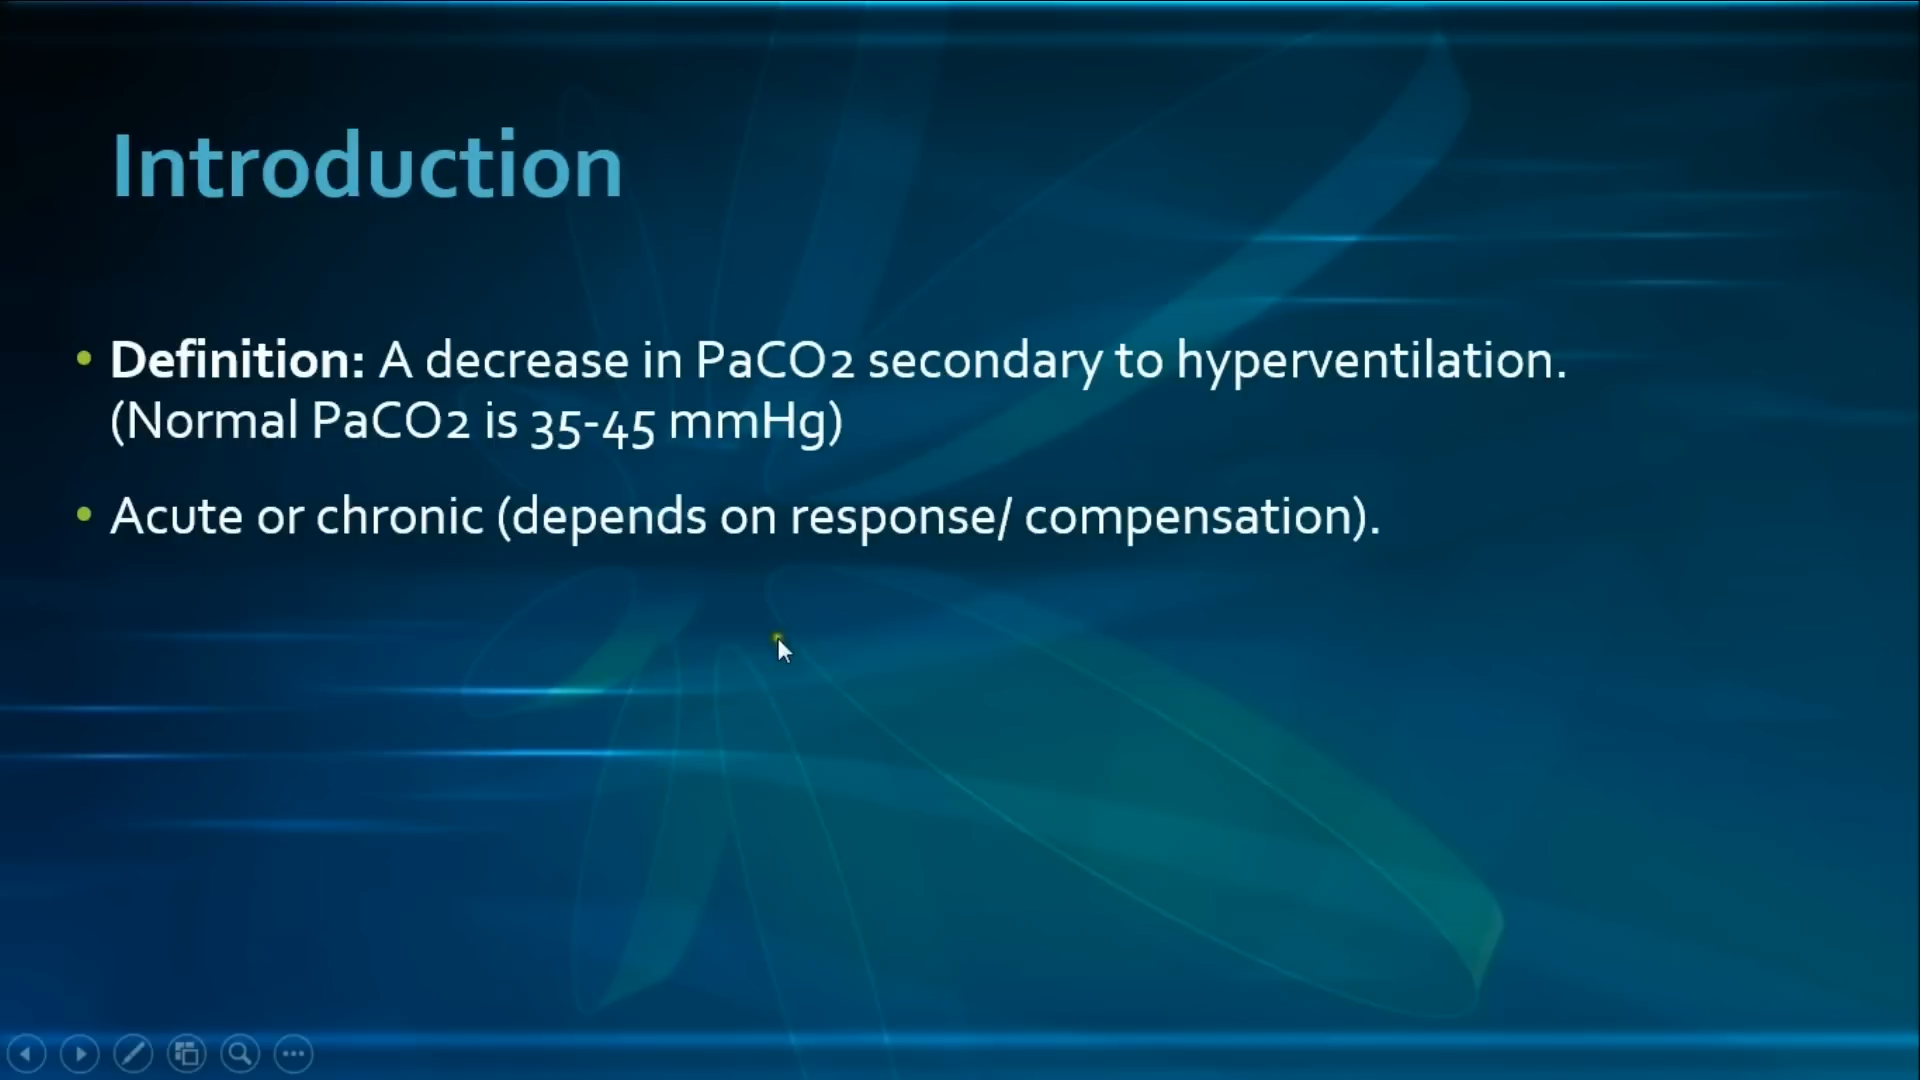 Introduction
• Definition: A decrease in PaCO2 secondary to hyperventilation.
(Normal PaCO2 is 35-45 mmHg)
• Acute or chronic (depends on response/ compensation).